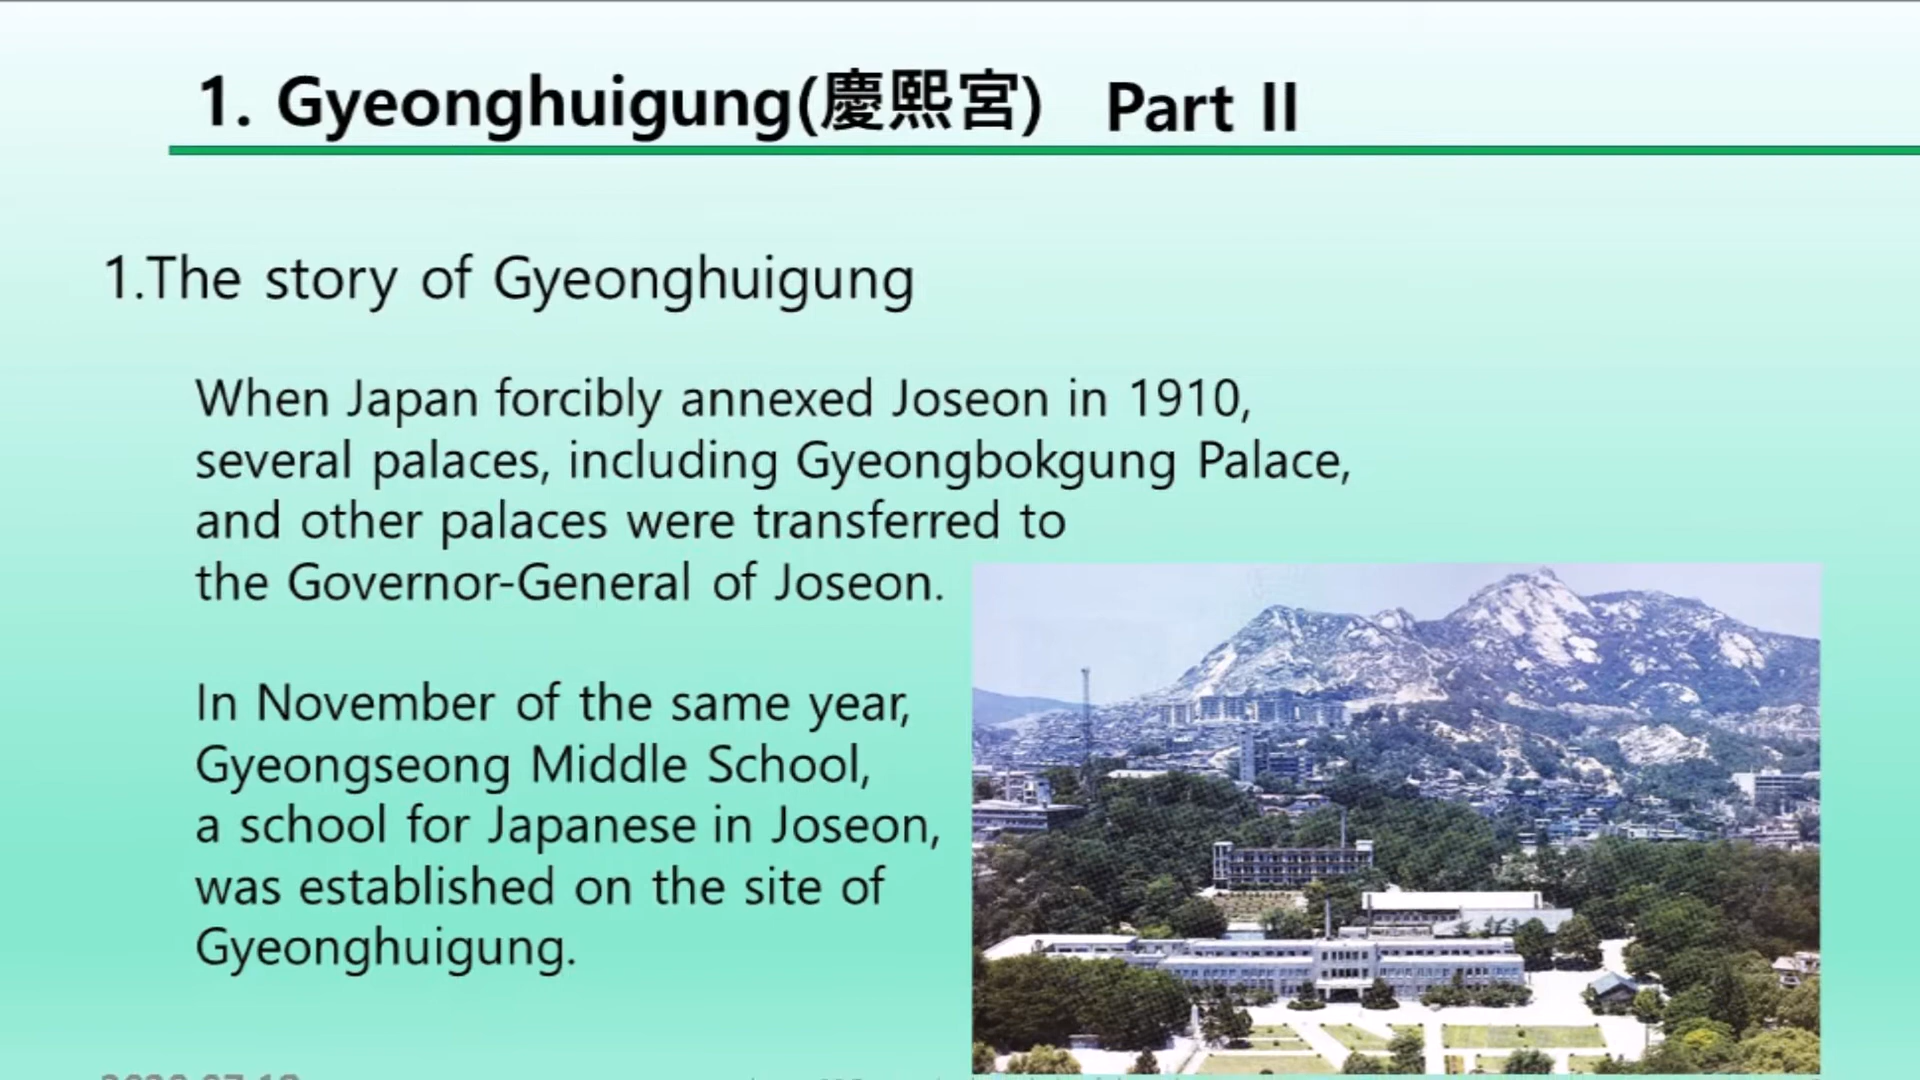 1. Gyeonghuigung(慶熙宮) Part II
1.The story of Gyeonghuigung
When Japan forcibly annexed Joseon in 1910,
several palaces, including Gyeongbokgung Palace,
and other palaces were transferred to
the Governor-General of Joseon.
In November of the same year,
Gyeongseong Middle School,
a school for Japanese in Joseon,
was established on the site of
Gyeonghuigung.